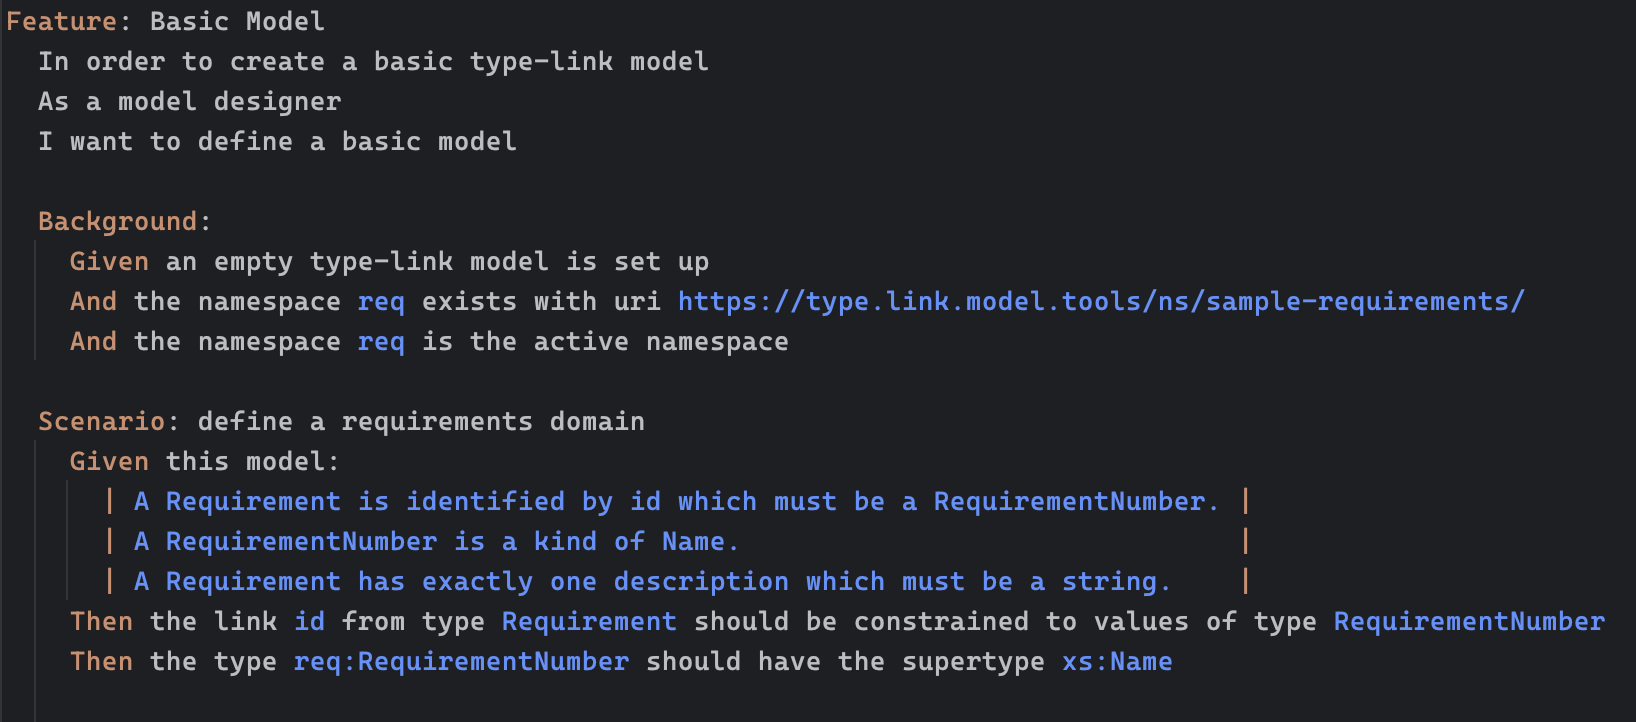 Feature: Basic Model
In order to create a basic type-link model
As a model designer
I want to define a basic model
Background:
Given an empty type-link model is set up
And the namespace req exists with uri https://type.link.model.tools/ns/sample-requirements/
And the namespace req is the active namespace
Scenario: define a requirements domain
Given this model:
| A Requirement is identified by id which must be a RequirementNumber. |
| A RequirementNumber is a kind of Name. |
| A Requirement has exactly one description which must be a string. |
Then the link id from type Requirement should be constrained to values of type RequirementNumber
Then the type req:RequirementNumber should have the supertype xs:Name